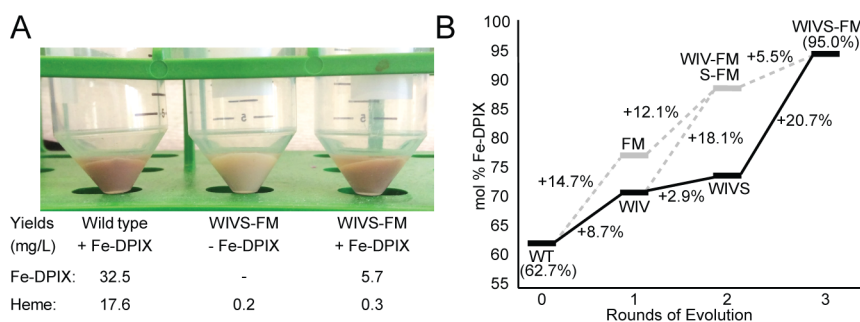 A
Yields Wild type WIVS-FM WIVS-FM
(mg/L) + Fe-DPIX - Fe-DPIX + Fe-DPIX
Fe-DPIX: 32.5 - 5.7
Heme: 17.6 0.2 0.3
B
mol % Fe-DPIX
100
95
90
85
80
75
70
65
60
55
WIVS-FM
(95.0%)
WIV-FM
S-FM
+5.5%
+12.1%
FM
+18.1%
+20.7%
+14.7%
WIV
+2.9%
WIVS
+8.7%
WT
(62.7%)
0 1 2 3
Rounds of Evolution